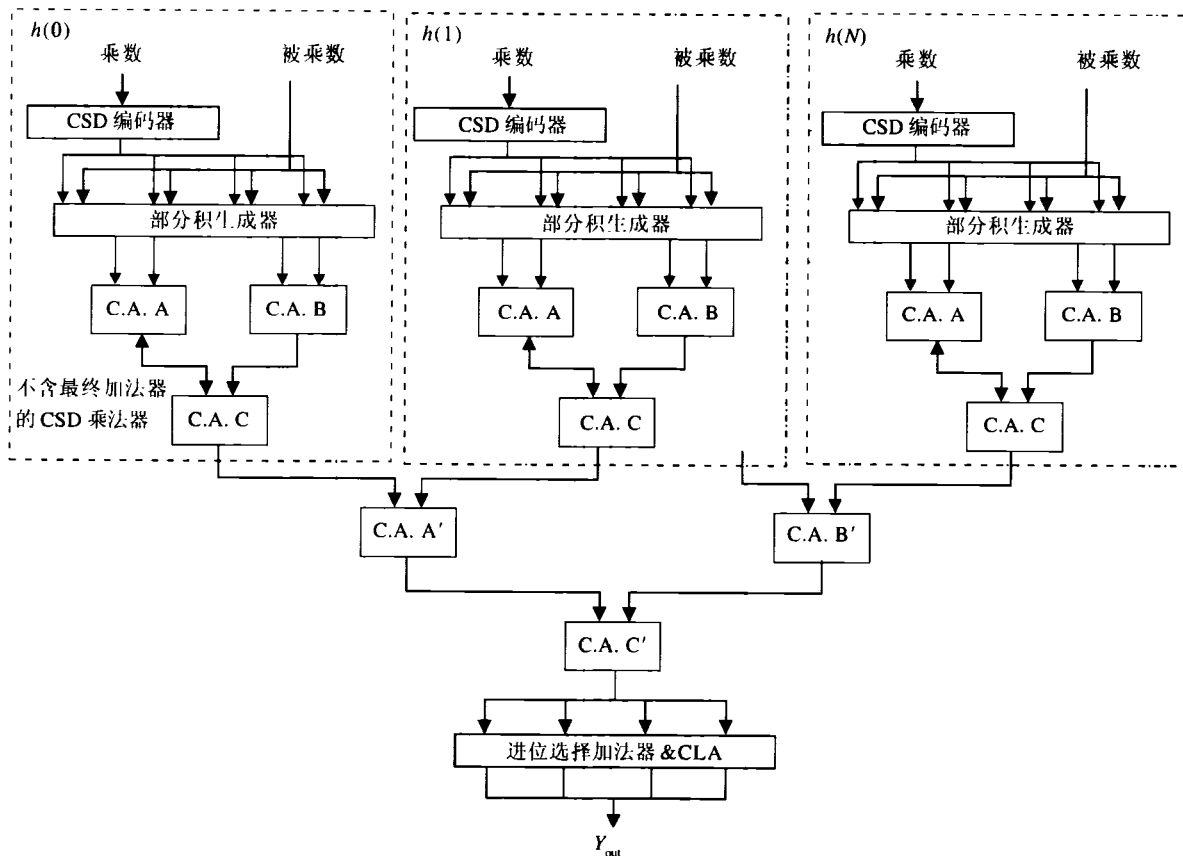 h(0)
乘数
被乘数
CSD 编码器
部分积生成器
C.A. A
C.A. B
不含最终加法器
的 CSD 乘法器
C.A. C
h(1)
乘数
被乘数
CSD 编码器
部分积生成器
C.A. A
C.A. B
C.A. C
h(N)
乘数
被乘数
CSD 编码器
部分积生成器
C.A. A
C.A. B
C.A. C
C.A. A′
C.A. B′
C.A. C′
进位选择加法器&CLA
Yout